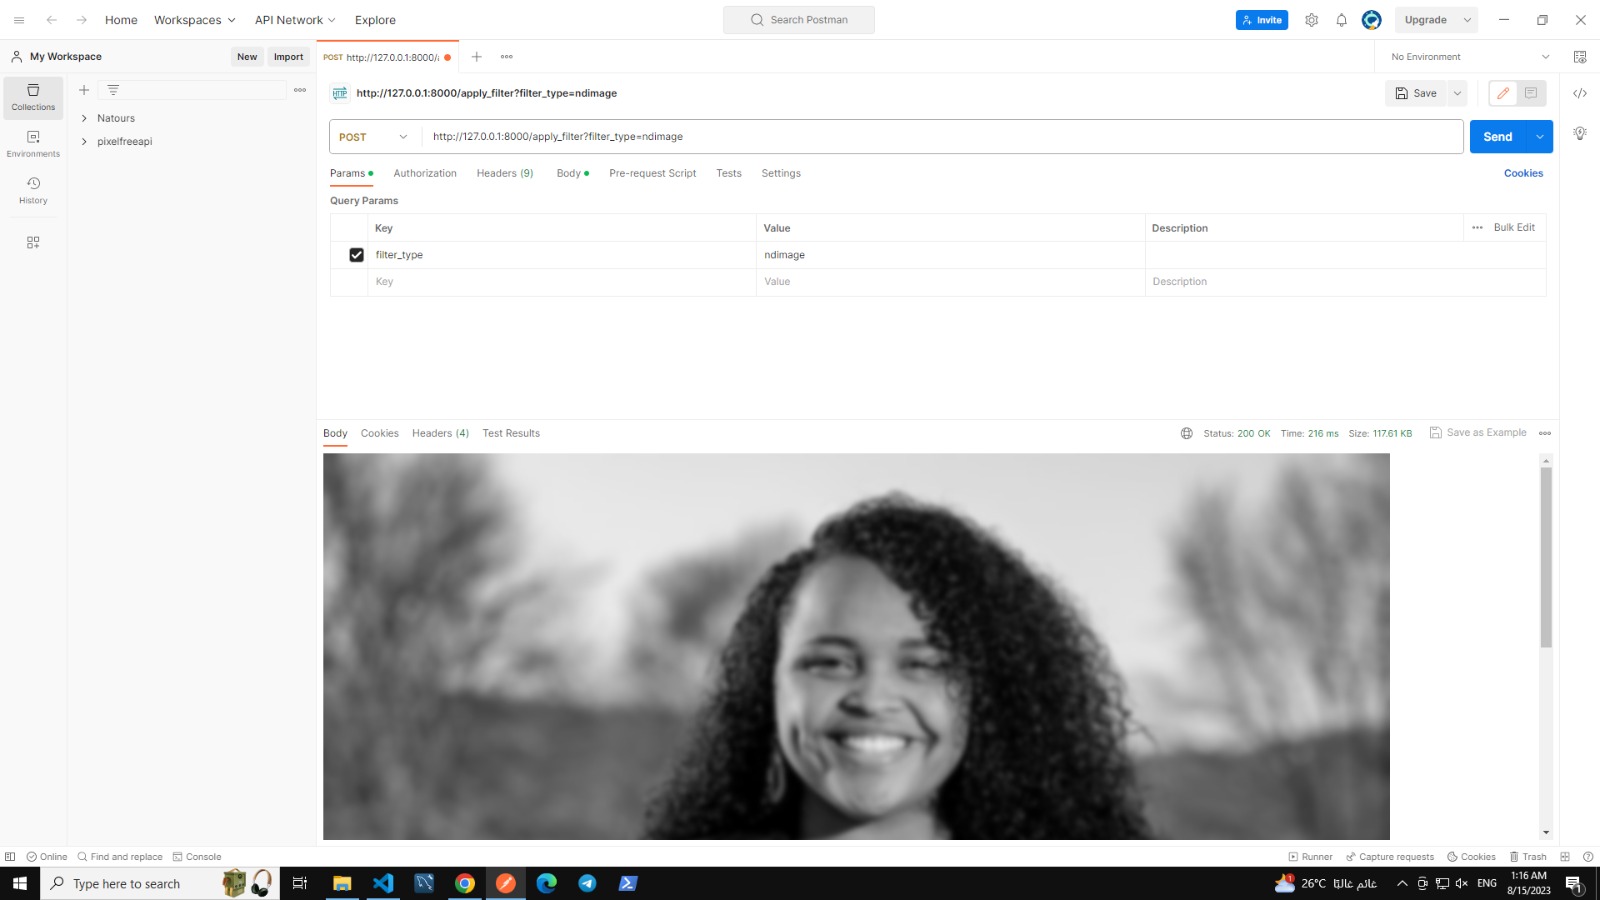 Home Workspaces API Network Explore Search Postman Invite Upgrade
My Workspace New Import POST http://127.0.0.1:8000/a No Environment
Collections
Environments
History
Natours
pixelfreeapi
HTTP http://127.0.0.1:8000/apply_filter?filter_type=ndimage Save
POST http://127.0.0.1:8000/apply_filter?filter_type=ndimage Send
Params Authorization Headers (9) Body Pre-request Script Tests Settings Cookies
Query Params
Key Value Description Bulk Edit
filter_type ndimage
Key Value Description
Body Cookies Headers (4) Test Results Status: 200 OK Time: 216 ms Size: 117.61 KB Save as Example
Online Find and replace Console Runner Capture requests Cookies Trash
Type here to search 1 26°C غائم غالبًا ENG 1:16 AM 1
8/15/2023